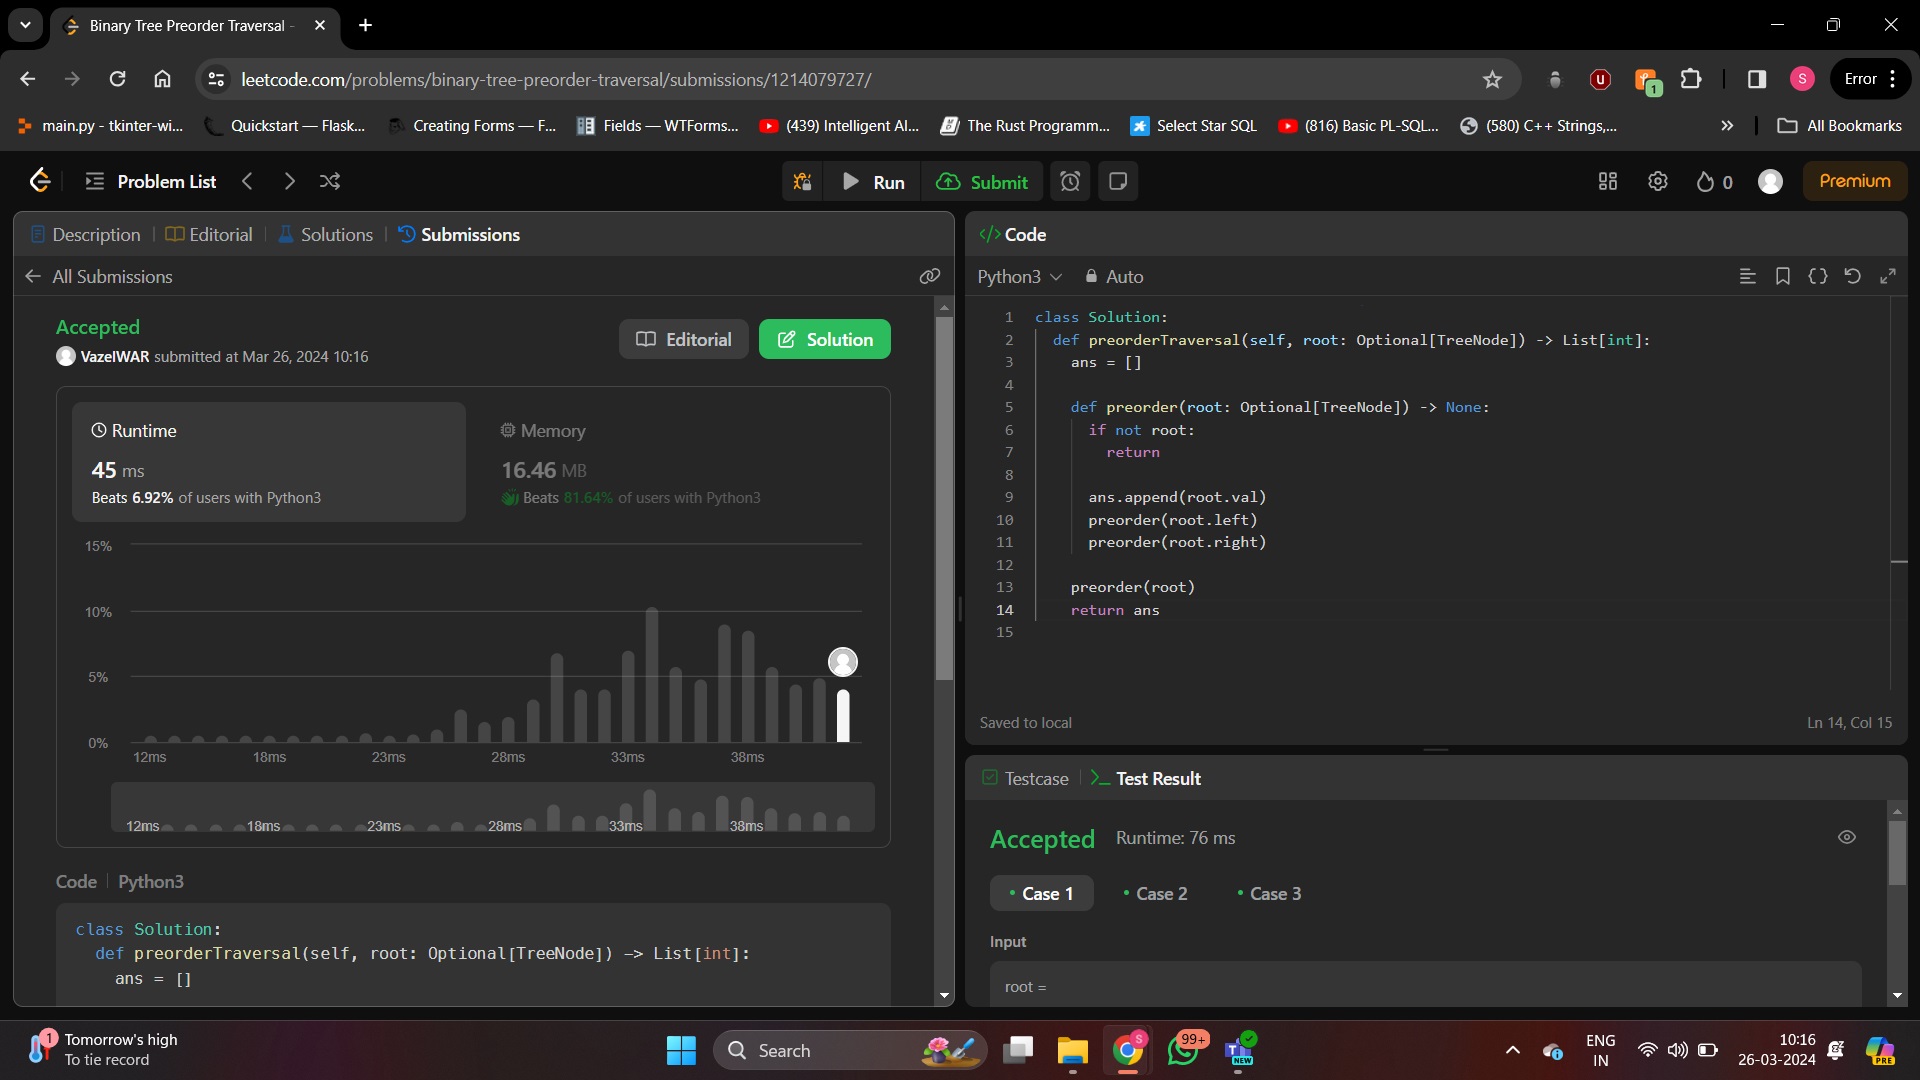 Binary Tree Preorder Traversal -
leetcode.com/problems/binary-tree-preorder-traversal/submissions/1214079727/
1
S
Error
main.py - tkinter-wi...
Quickstart — Flask...
Creating Forms — F...
Fields — WTForms...
(439) Intelligent AI...
The Rust Programm...
Select Star SQL
(816) Basic PL-SQL...
(580) C++ Strings,...
»
All Bookmarks
Problem List
Run
Submit
0
Premium
Description
Editorial
Solutions
Submissions
All Submissions
Accepted
VazelWAR submitted at Mar 26, 2024 10:16
Editorial
Solution
Runtime
45 ms
Beats 6.92% of users with Python3
Memory
16.46 MB
Beats 81.64% of users with Python3
15%
10%
5%
0%
12ms 18ms 23ms 28ms 33ms 38ms
12ms 18ms 23ms 28ms 33ms 38ms
Code
Python3
class Solution:
def preorderTraversal(self, root: Optional[TreeNode]) -> List[int]:
ans = []
</> Code
Python3
Auto
1 class Solution:
2 def preorderTraversal(self, root: Optional[TreeNode]) -> List[int]:
3 ans = []
4
5 def preorder(root: Optional[TreeNode]) -> None:
6 if not root:
7 return
8
9 ans.append(root.val)
10 preorder(root.left)
11 preorder(root.right)
12
13 preorder(root)
14 return ans
15
Saved to local
Ln 14, Col 15
Testcase
Test Result
Accepted
Runtime: 76 ms
Case 1
Case 2
Case 3
Input
root =
1
Tomorrow's high
To tie record
Search
S
99+
NEW
ENG
IN
10:16
26-03-2024
PRE